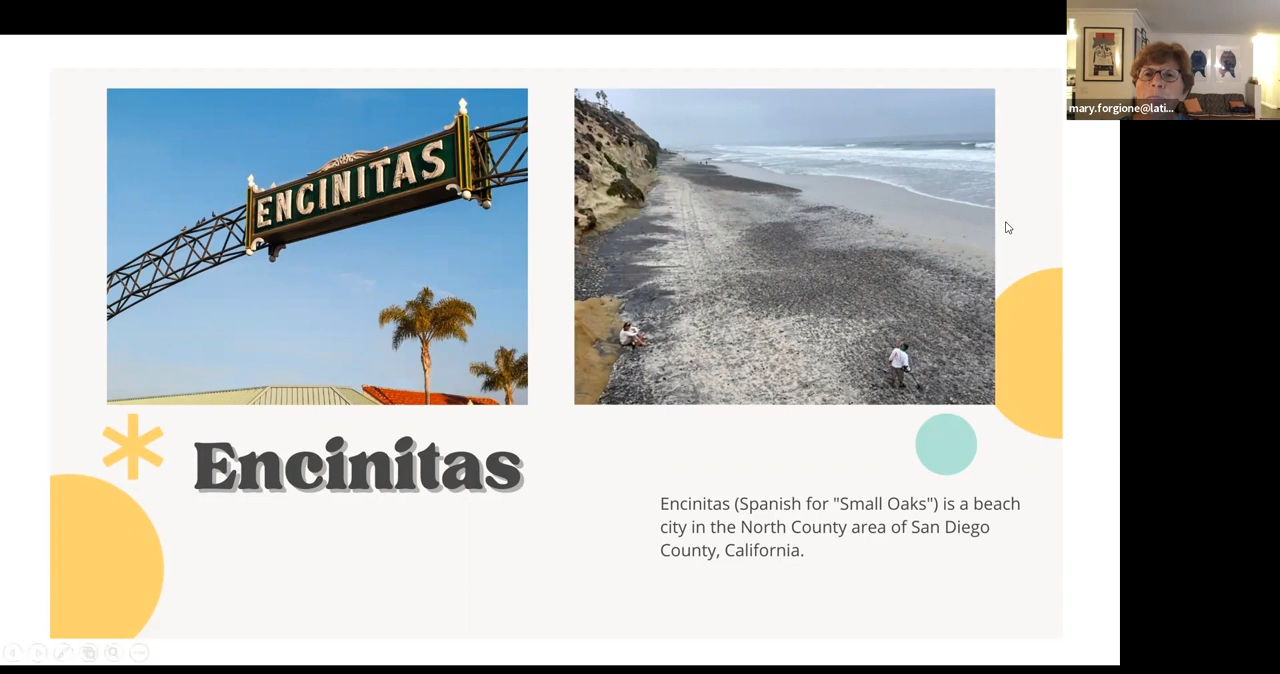 mary.forgione@lati...
ENCINITAS
Encinitas
Encinitas (Spanish for "Small Oaks") is a beach
city in the North County area of San Diego
County, California.